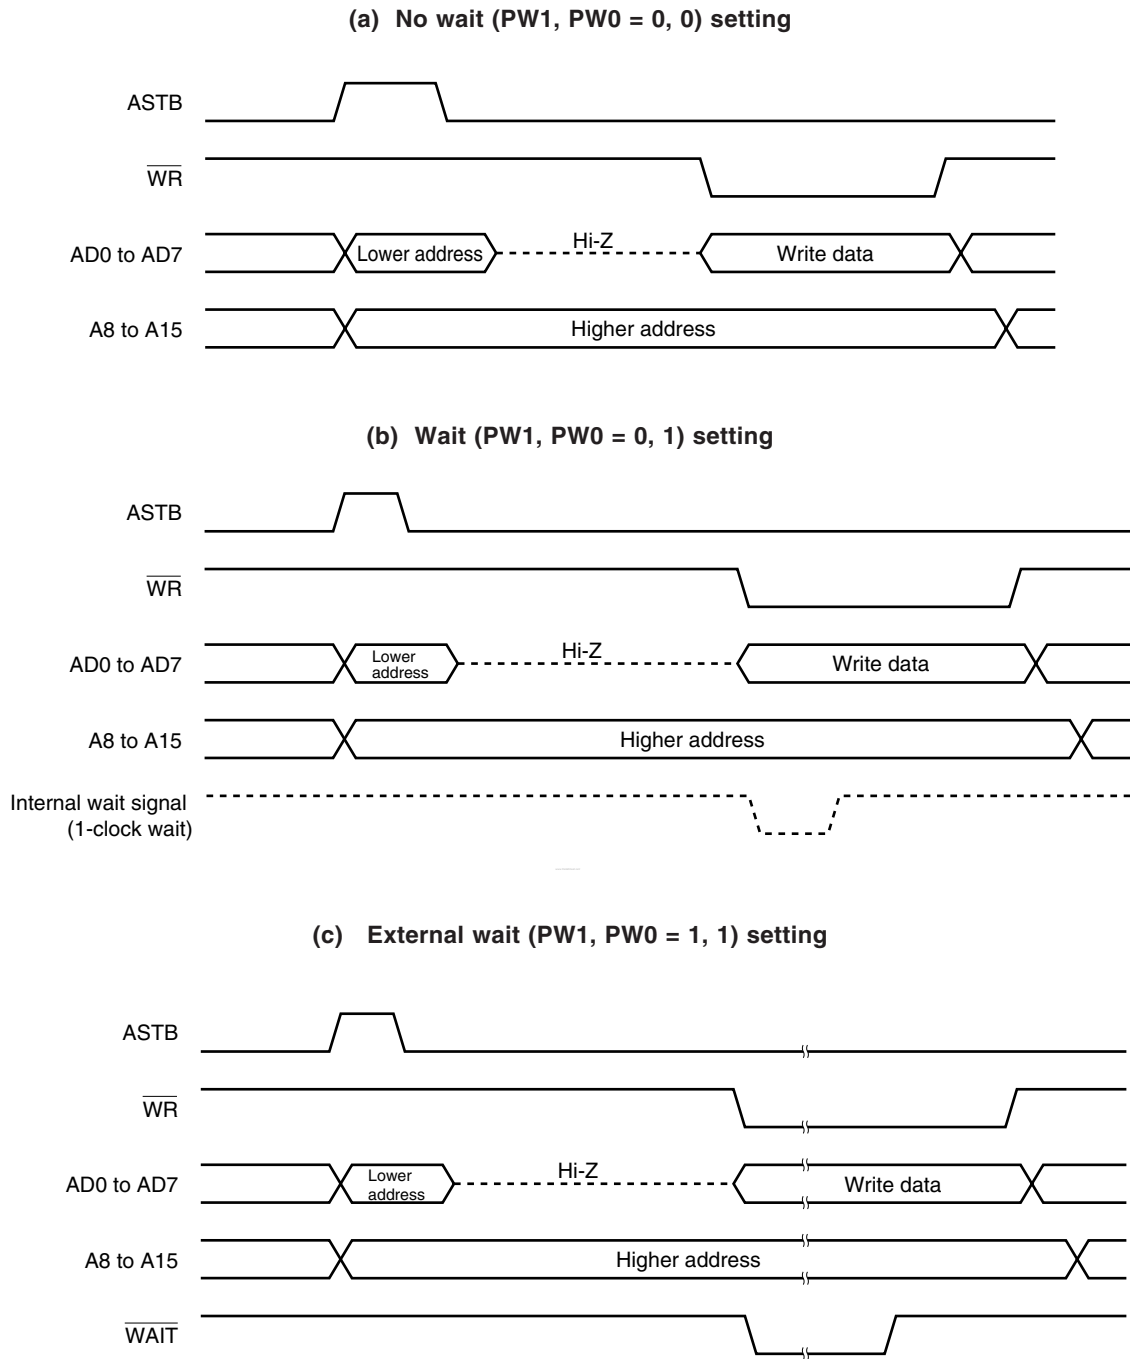 (a) No wait (PW1, PW0 = 0, 0) setting
ASTB
WR
AD0 to AD7
Lower address
Hi-Z
Write data
A8 to A15
Higher address
(b) Wait (PW1, PW0 = 0, 1) setting
ASTB
WR
AD0 to AD7
Lower
address
Hi-Z
Write data
A8 to A15
Higher address
Internal wait signal
(1-clock wait)
(c) External wait (PW1, PW0 = 1, 1) setting
ASTB
WR
AD0 to AD7
Lower
address
Hi-Z
Write data
A8 to A15
Higher address
WAIT